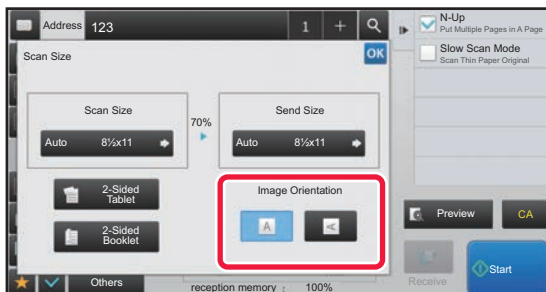 Address 123 1 +
N-Up
Put Multiple Pages in A Page
Scan Size
OK
Slow Scan Mode
Scan Thin Paper Original
Scan Size
70%
Send Size
Auto 8½x11
Auto 8½x11
2-Sided
Tablet
Image Orientation
A A
2-Sided
Booklet
Preview
CA
Others
reception memory : 100%
Receive
Start